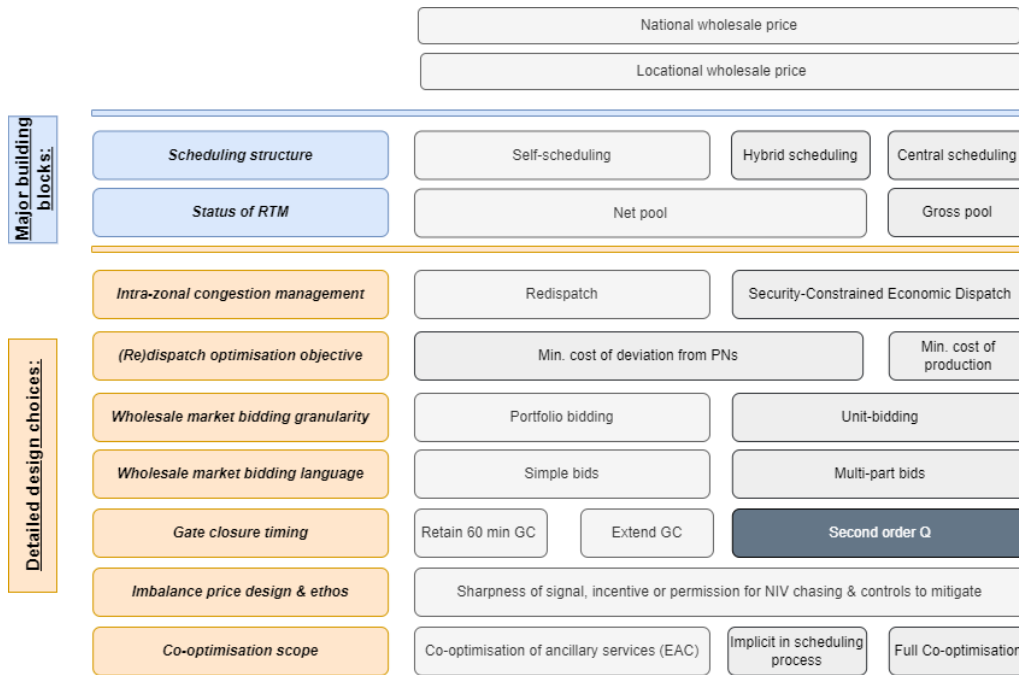 National wholesale price
Locational wholesale price
Major building
blocks:
Scheduling structure
Self-scheduling
Hybrid scheduling
Central scheduling
Status of RTM
Net pool
Gross pool
Detailed design choices:
Intra-zonal congestion management
Redispatch
Security-Constrained Economic Dispatch
(Re)dispatch optimisation objective
Min. cost of deviation from PNs
Min. cost of
production
Wholesale market bidding granularity
Portfolio bidding
Unit-bidding
Wholesale market bidding language
Simple bids
Multi-part bids
Gate closure timing
Retain 60 min GC
Extend GC
Second order Q
Imbalance price design & ethos
Sharpness of signal, incentive or permission for NIV chasing & controls to mitigate
Co-optimisation scope
Co-optimisation of ancillary services (EAC)
Implicit in scheduling
process
Full Co-optimisation